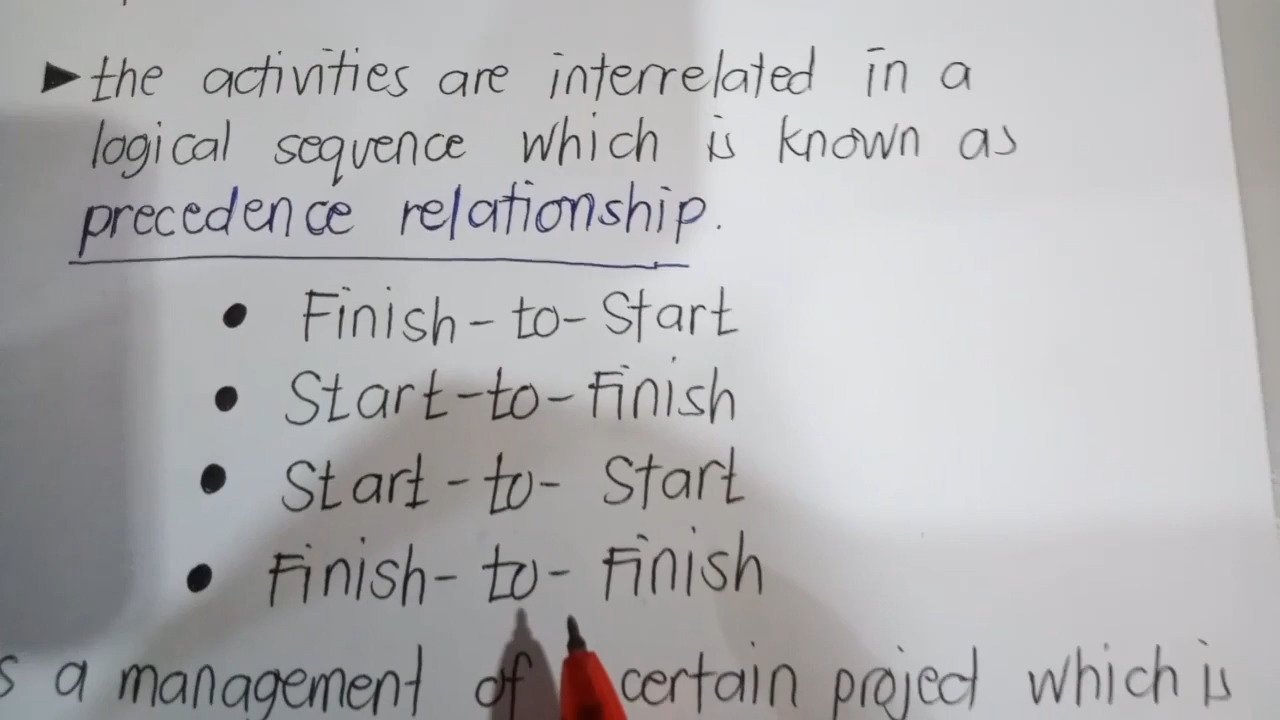 ▶ the activities are interrelated in a
logical sequence which is known as
precedence relationship.
• Finish-to-Start
• Start-to-Finish
• Start-to-Start
• Finish-to-Finish
s a management of certain project which is